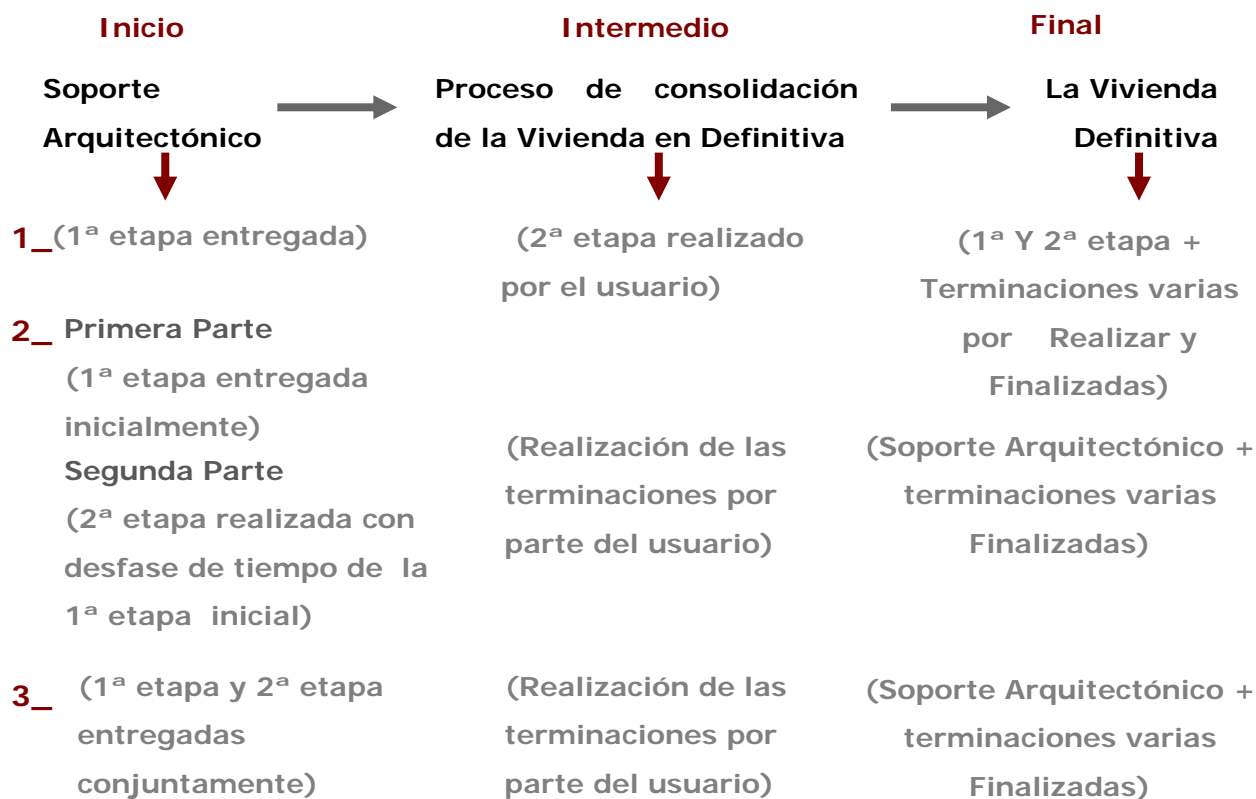 Inicio
Intermedio
Final
Soporte
Arquitectónico
Proceso de consolidación
de la Vivienda en Definitiva
La Vivienda
Definitiva
1_(1ª etapa entregada)
(2ª etapa realizado
por el usuario)
(1ª Y 2ª etapa +
Terminaciones varias
por Realizar y
Finalizadas)
2_ Primera Parte
(1ª etapa entregada
inicialmente)
Segunda Parte
(2ª etapa realizada con
desfase de tiempo de la
1ª etapa inicial)
(Realización de las
terminaciones por
parte del usuario)
(Soporte Arquitectónico +
terminaciones varias
Finalizadas)
3_ (1ª etapa y 2ª etapa
entregadas
conjuntamente)
(Realización de las
terminaciones por
parte del usuario)
(Soporte Arquitectónico +
terminaciones varias
Finalizadas)